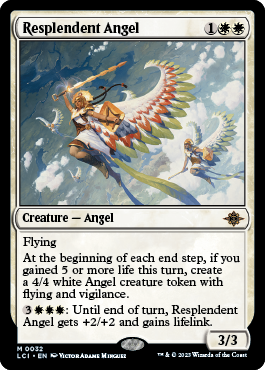 Resplendent Angel 1
Creature — Angel
Flying
At the beginning of each end step, if you
gained 5 or more life this turn, create
a 4/4 white Angel creature token with
flying and vigilance.
3 : Until end of turn, Resplendent
Angel gets +2/+2 and gains lifelink.
3/3
M 0032
LCI • EN Victor Adame Minguez
™ & © 2023 Wizards of the Coast